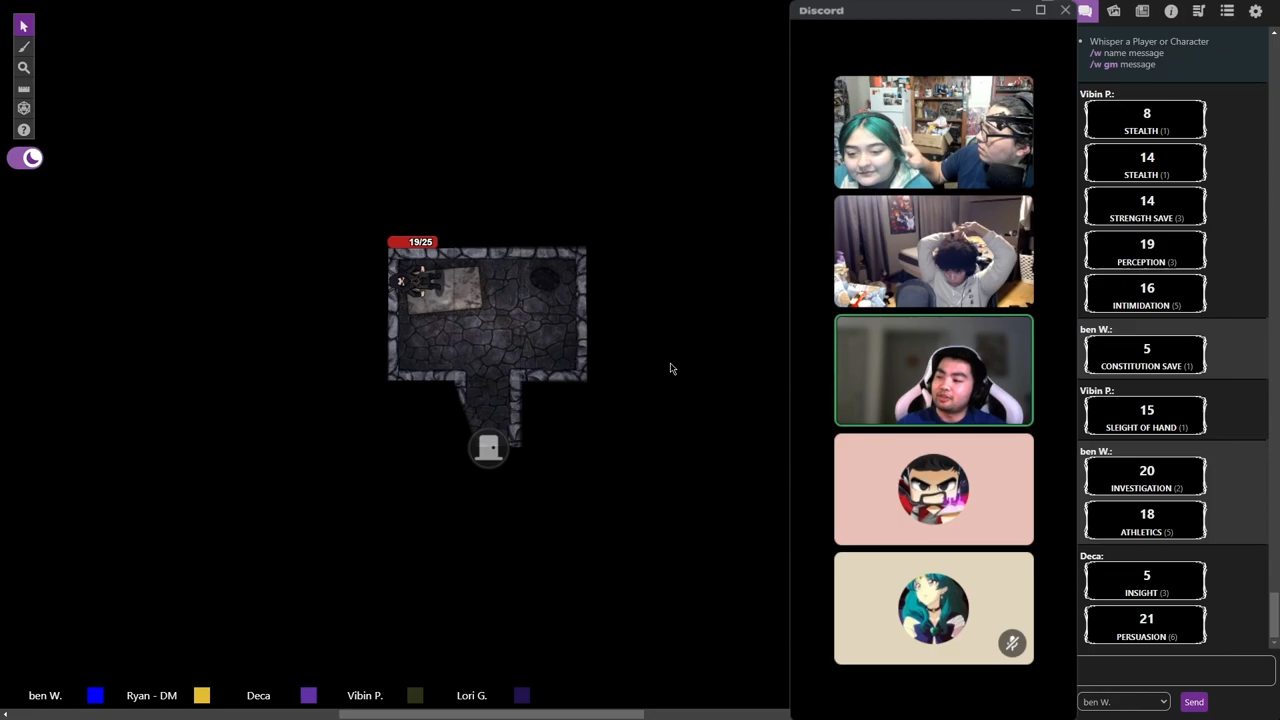 Discord
Whisper a Player or Character
/w name message
/w gm message
Vibin P.:
8
STEALTH (1)
14
STEALTH (1)
14
STRENGTH SAVE (3)
19
PERCEPTION (3)
16
INTIMIDATION (5)
ben W.:
5
CONSTITUTION SAVE (1)
Vibin P.:
15
SLEIGHT OF HAND (1)
ben W.:
20
INVESTIGATION (2)
18
ATHLETICS (5)
Deca:
5
INSIGHT (3)
21
PERSUASION (6)
ben W.
Send
19/25
ben W.
Ryan - DM
Deca
Vibin P.
Lori G.